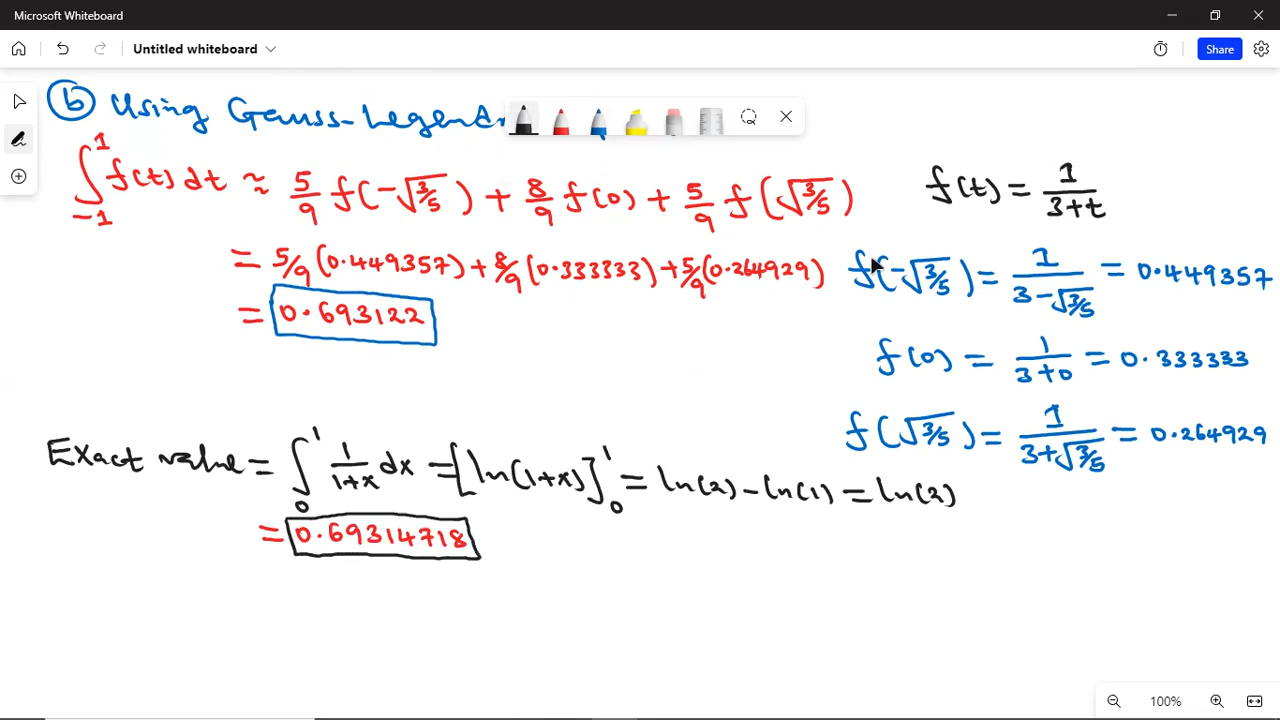 Microsoft Whiteboard
Untitled whiteboard
Share
ⓑ Using Gauss-Legend
∫₋₁¹ f(t) dt ≈ 5/9 f(-√3/5) + 8/9 f(0) + 5/9 f(√3/5)
= 5/9 (0.449357) + 8/9 (0.333333) + 5/9 (0.264929)
= 0.693122
f(t) = 1/(3+t)
f(-√3/5) = 1/(3-√3/5) = 0.449357
f(0) = 1/(3+0) = 0.333333
f(√3/5) = 1/(3+√3/5) = 0.264929
Exact value = ∫₀¹ 1/(1+x) dx = [ln(1+x)]₀¹ = ln(2) - ln(1) = ln(2)
= 0.69314718
100%